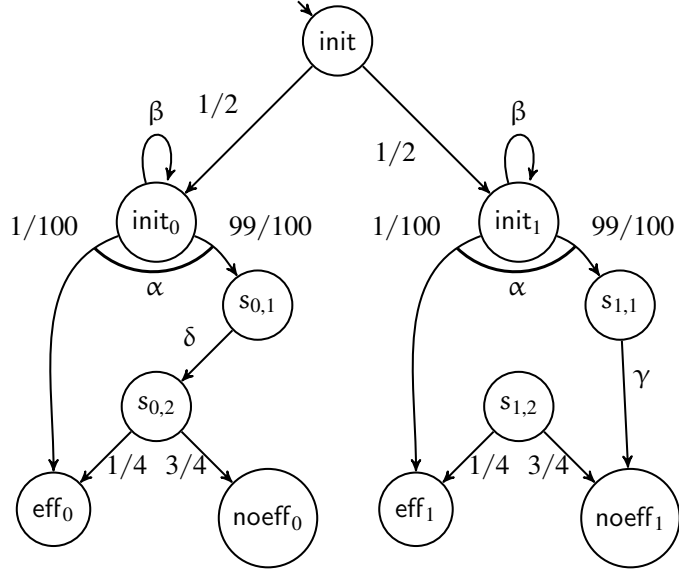 init
1/2
1/2
β
β
init₀
init₁
1/100
99/100
1/100
99/100
α
α
s₀,₁
s₁,₁
δ
γ
s₀,₂
s₁,₂
1/4
3/4
1/4
3/4
eff₀
noeff₀
eff₁
noeff₁